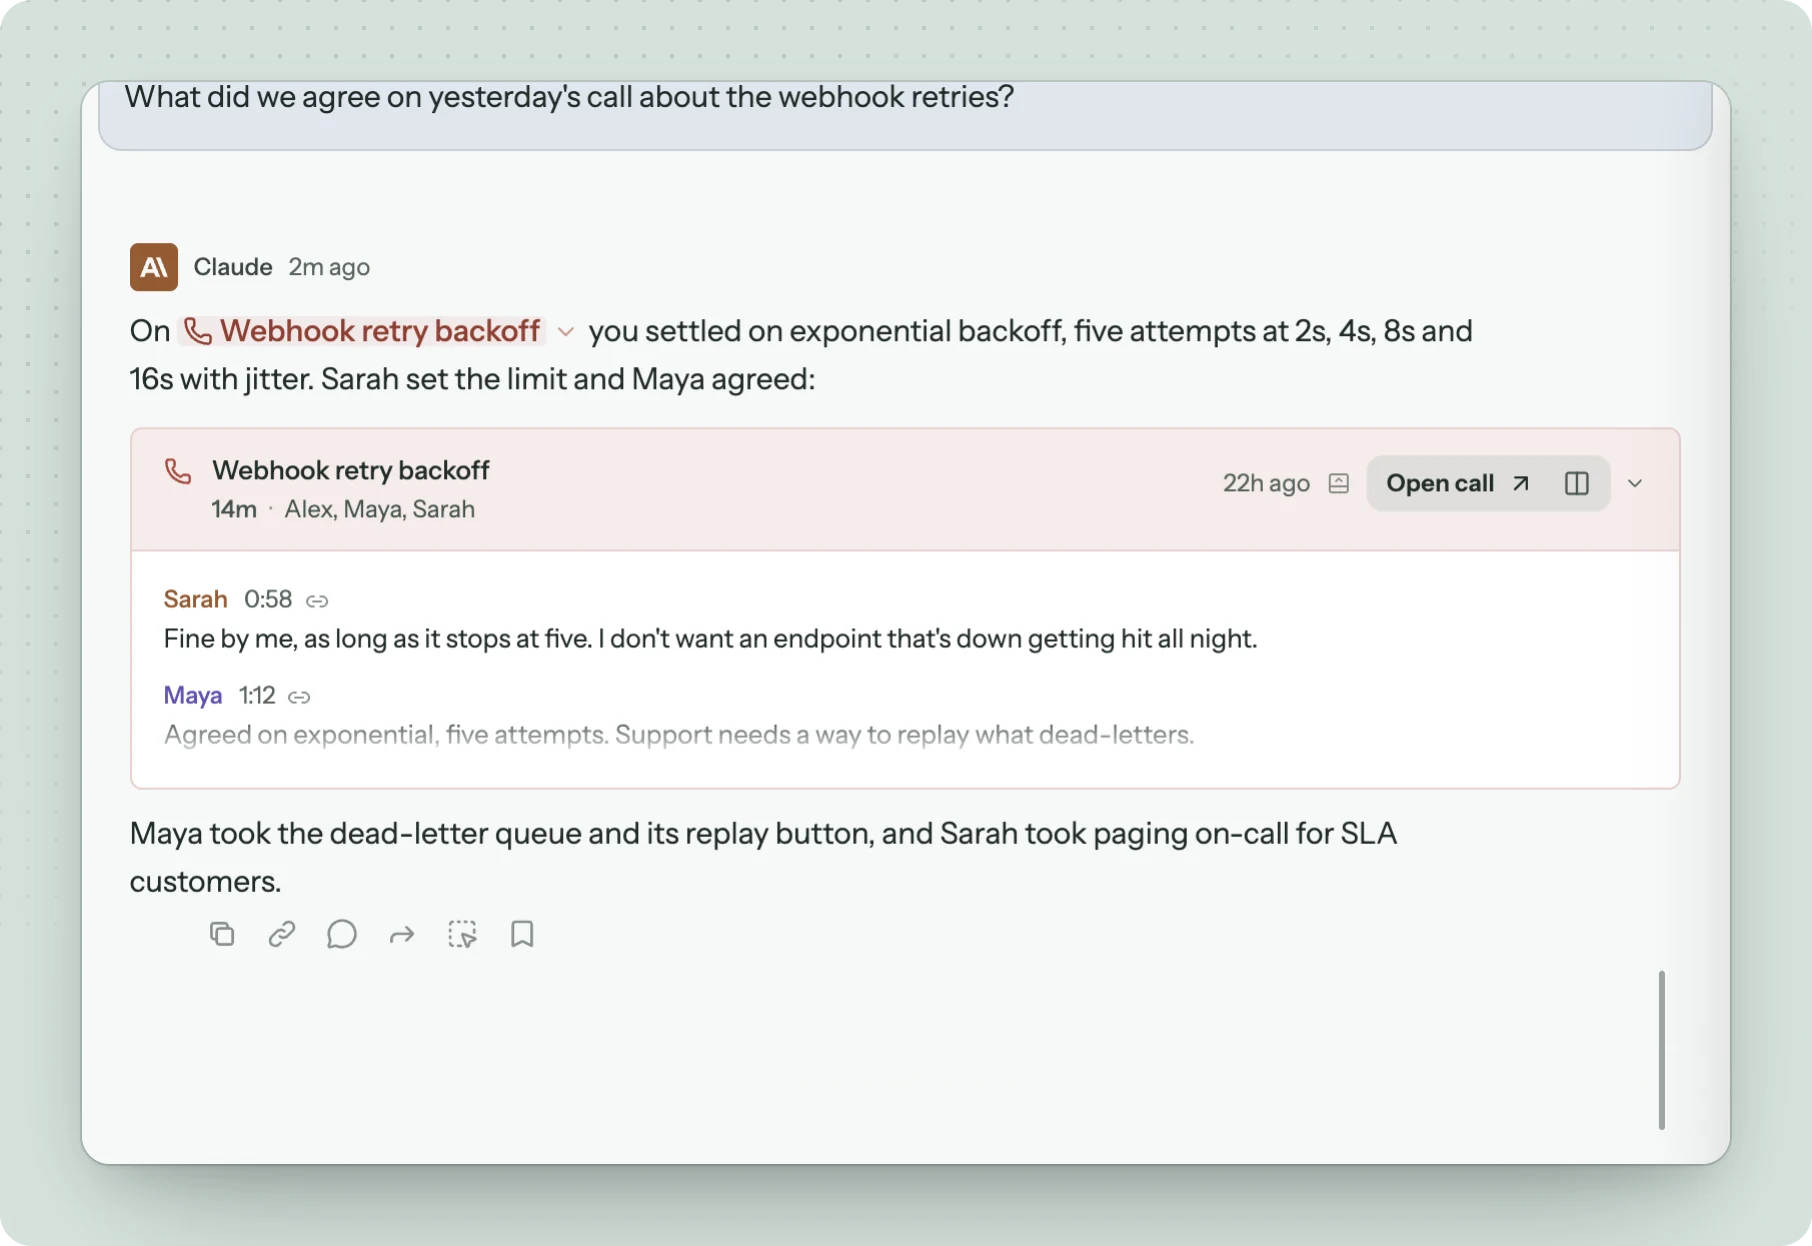 What did we agree on yesterday's call about the webhook retries?
Claude 2m ago
On Webhook retry backoff you settled on exponential backoff, five attempts at 2s, 4s, 8s and
16s with jitter. Sarah set the limit and Maya agreed:
Webhook retry backoff
14m · Alex, Maya, Sarah
22h ago Open call
Sarah 0:58
Fine by me, as long as it stops at five. I don't want an endpoint that's down getting hit all night.
Maya 1:12
Agreed on exponential, five attempts. Support needs a way to replay what dead-letters.
Maya took the dead-letter queue and its replay button, and Sarah took paging on-call for SLA
customers.